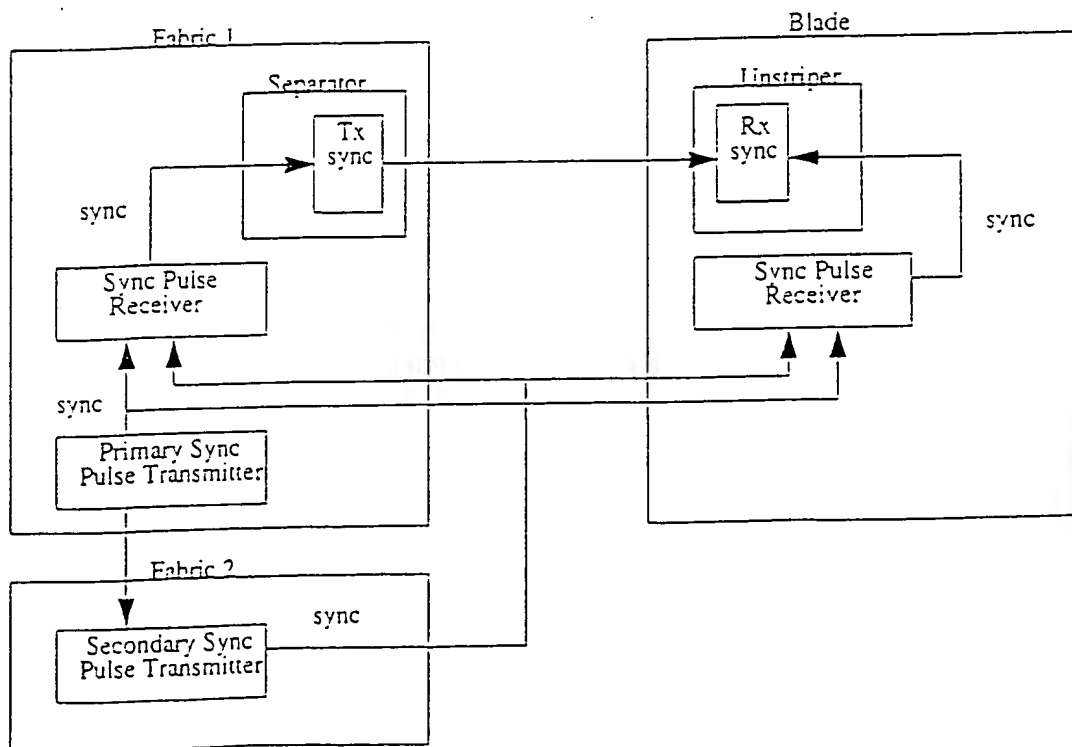 Fabric 1
Blade
Separator
Unstriper
Tx
sync
Rx
sync
sync
sync
Sync Pulse
Receiver
Sync Pulse
Receiver
sync
Primary Sync
Pulse Transmitter
Fabric 2
sync
Secondary Sync
Pulse Transmitter